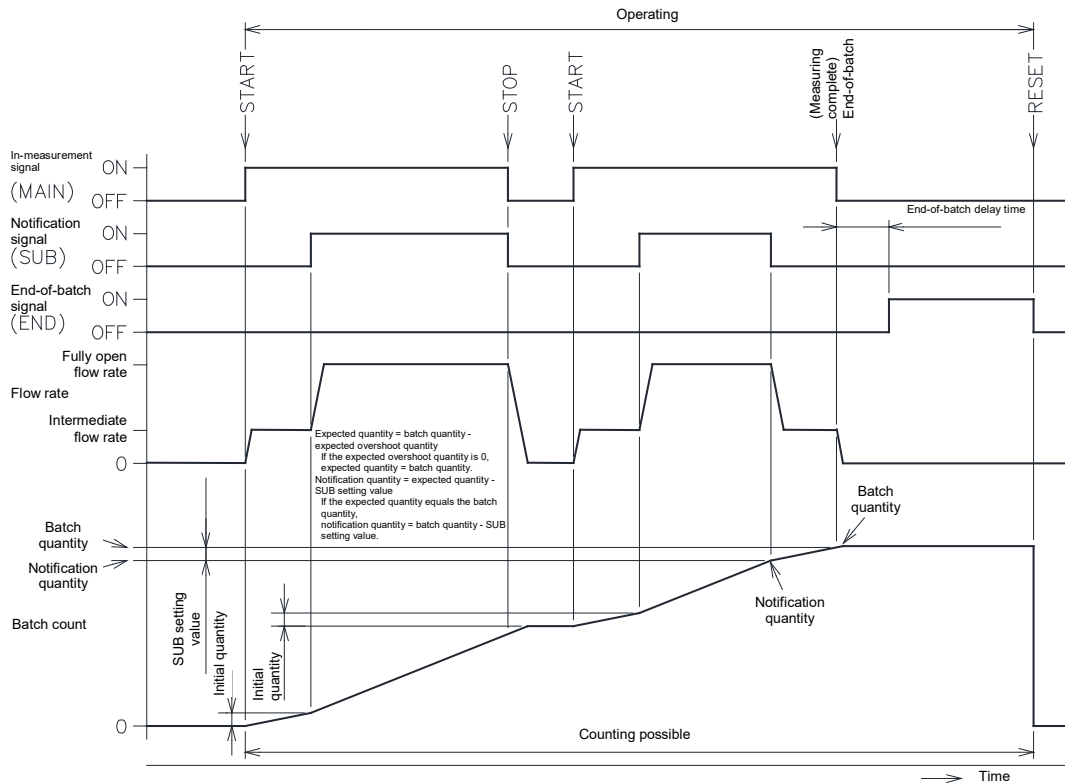 Operating
START
STOP
START
(Measuring
complete)
End-of-batch
RESET
In-measurement
signal
(MAIN)
ON
OFF
Notification
signal
(SUB)
ON
OFF
End-of-batch delay time
End-of-batch
signal
(END)
ON
OFF
Fully open
flow rate
Flow rate
Intermediate
flow rate
0
Expected quantity = batch quantity -
expected overshoot quantity
If the expected overshoot quantity is 0,
expected quantity = batch quantity.
Notification quantity = expected quantity -
SUB setting value
If the expected quantity equals the batch
quantity,
notification quantity = batch quantity - SUB
setting value.
Batch
quantity
Batch
quantity
Notification
quantity
Notification
quantity
Batch count
SUB setting
value
Initial quantity
Initial
quantity
0
Counting possible
Time